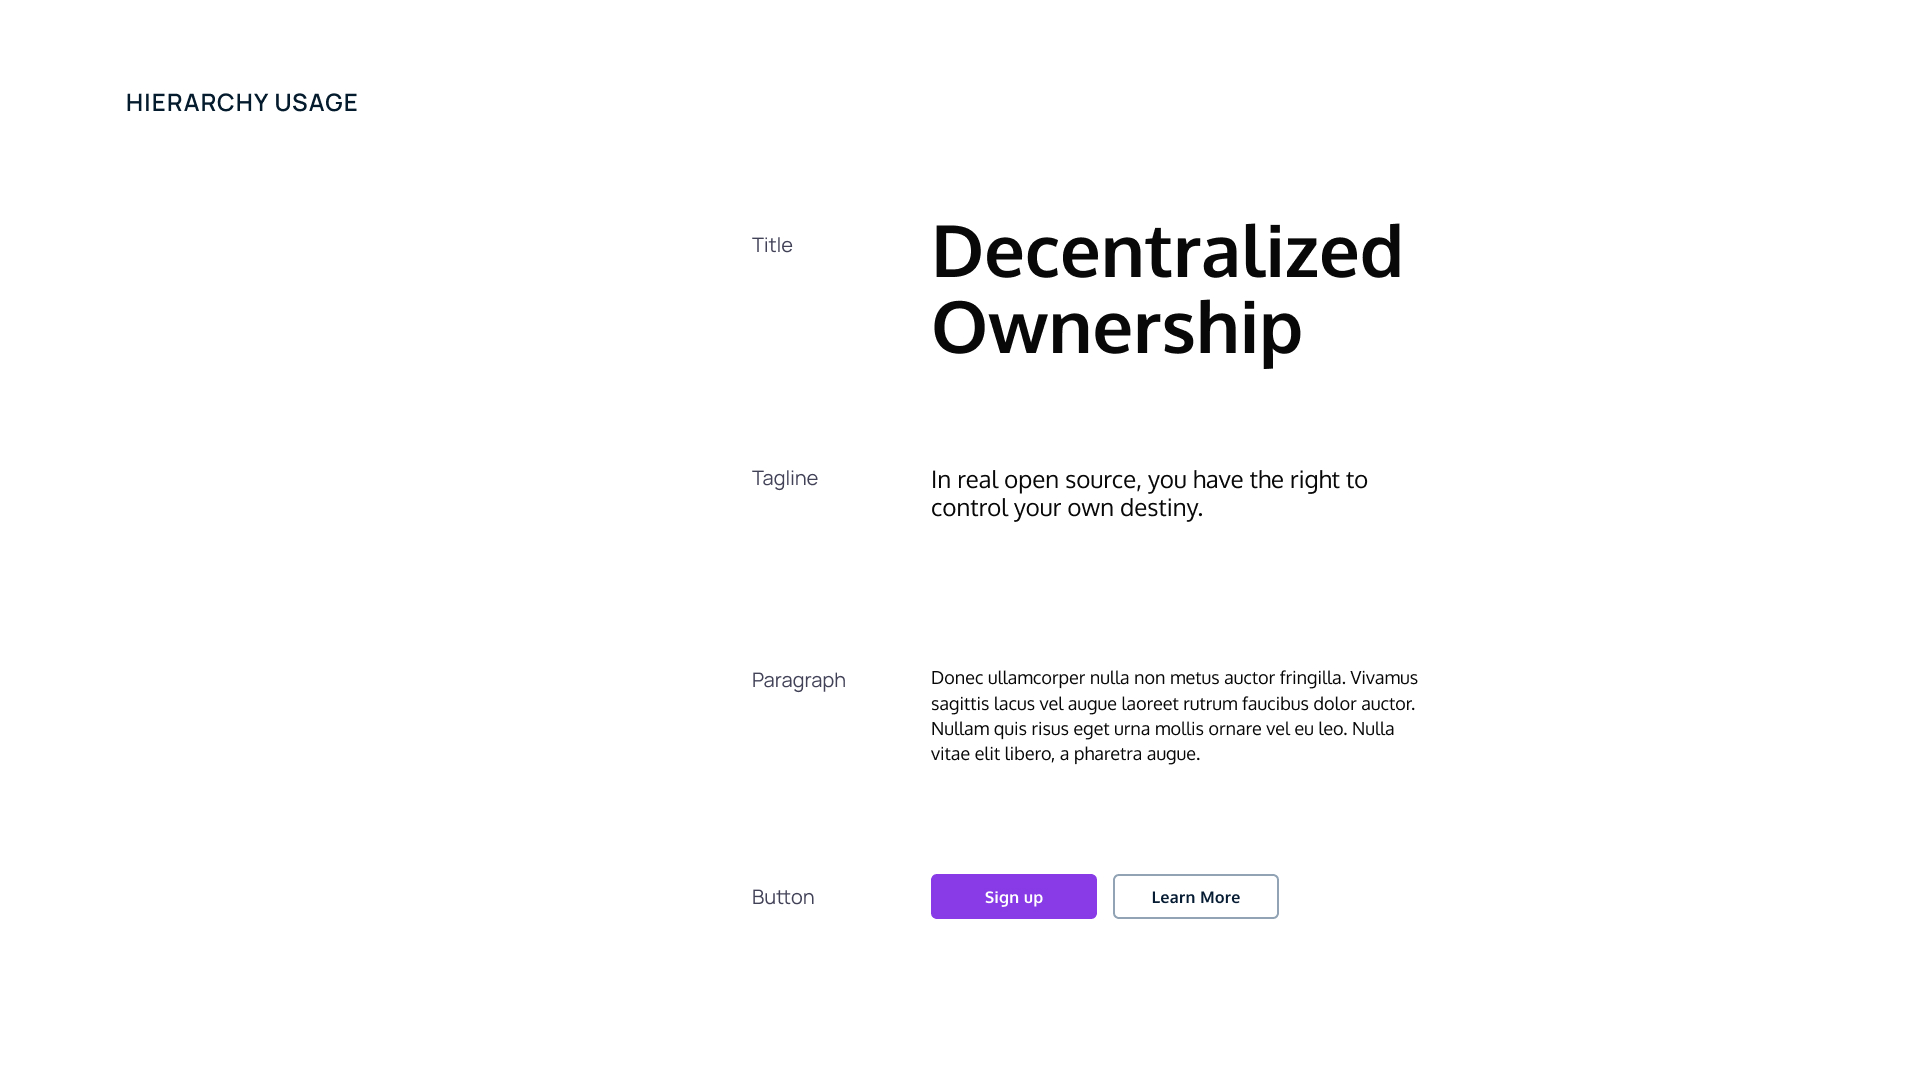 HIERARCHY USAGE
Title
Decentralized
Ownership
Tagline
In real open source, you have the right to
control your own destiny.
Paragraph
Donec ullamcorper nulla non metus auctor fringilla. Vivamus
sagittis lacus vel augue laoreet rutrum faucibus dolor auctor.
Nullam quis risus eget urna mollis ornare vel eu leo. Nulla
vitae elit libero, a pharetra augue.
Button
Sign up
Learn More